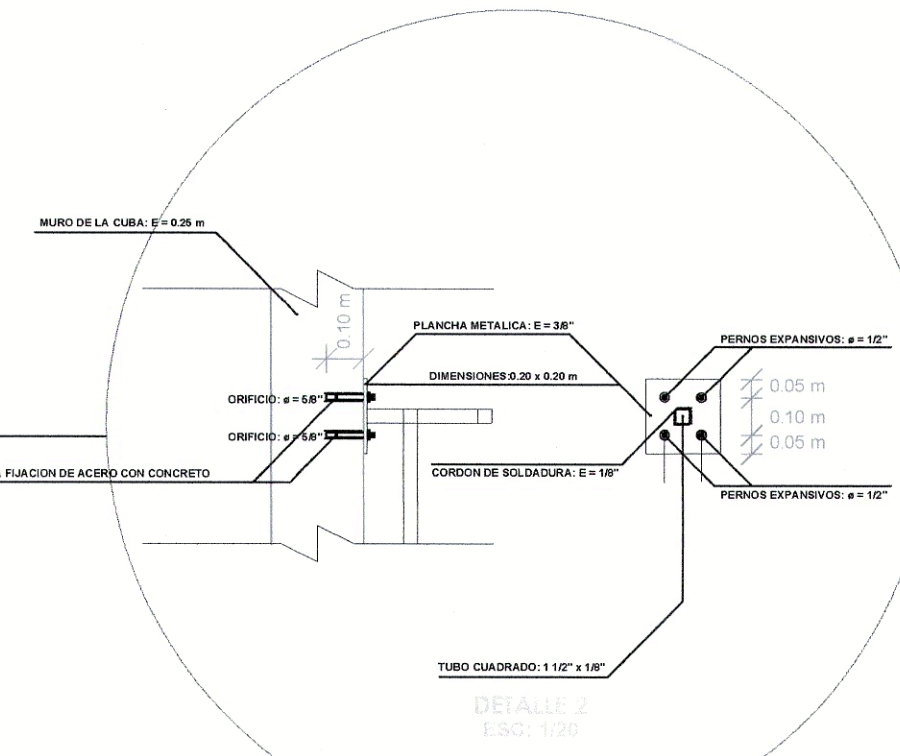 MURO DE LA CUBA: E = 0.25 m
0.10 m
PLANCHA METALICA: E = 3/8"
PERNOS EXPANSIVOS: ø = 1/2"
DIMENSIONES:0.20 x 0.20 m
0.05 m
ORIFICIO: ø = 5/8"
0.10 m
ORIFICIO: ø = 5/8"
0.05 m
FIJACION DE ACERO CON CONCRETO
CORDON DE SOLDADURA: E = 1/8"
PERNOS EXPANSIVOS: ø = 1/2"
TUBO CUADRADO: 1 1/2" x 1/8"
DETALLE 2
ESC: 1/20